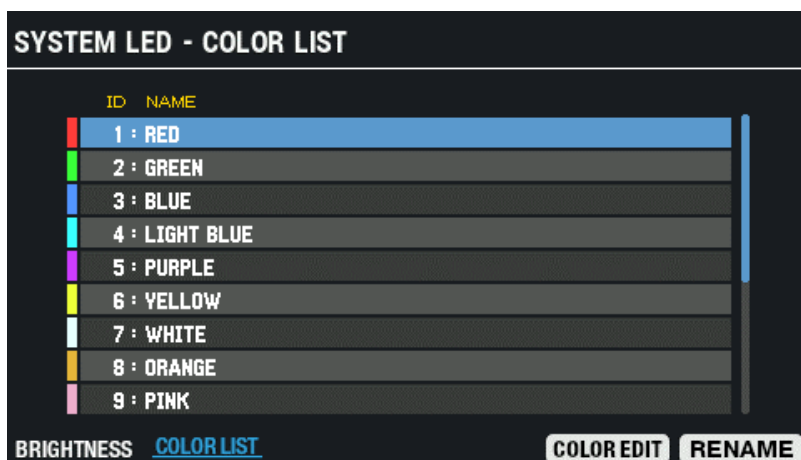 SYSTEM LED - COLOR LIST
ID NAME
1 : RED
2 : GREEN
3 : BLUE
4 : LIGHT BLUE
5 : PURPLE
6 : YELLOW
7 : WHITE
8 : ORANGE
9 : PINK
BRIGHTNESS COLOR LIST COLOR EDIT RENAME